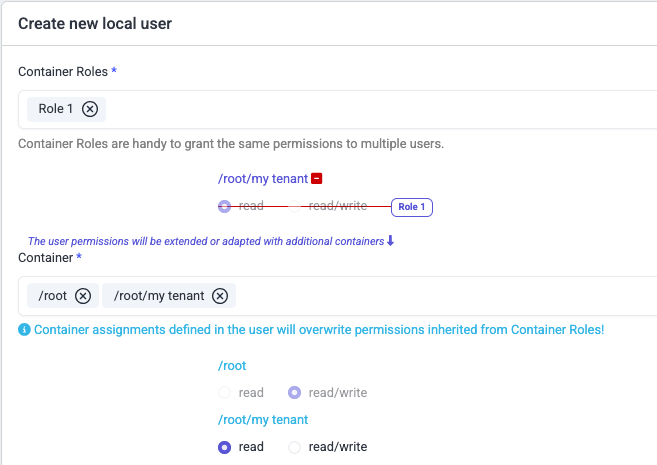 Create new local user
Container Roles *
Role 1
Container Roles are handy to grant the same permissions to multiple users.
/root/my tenant
read read/write Role 1
The user permissions will be extended or adapted with additional containers
Container *
/root /root/my tenant
Container assignments defined in the user will overwrite permissions inherited from Container Roles!
/root
read read/write
/root/my tenant
read read/write